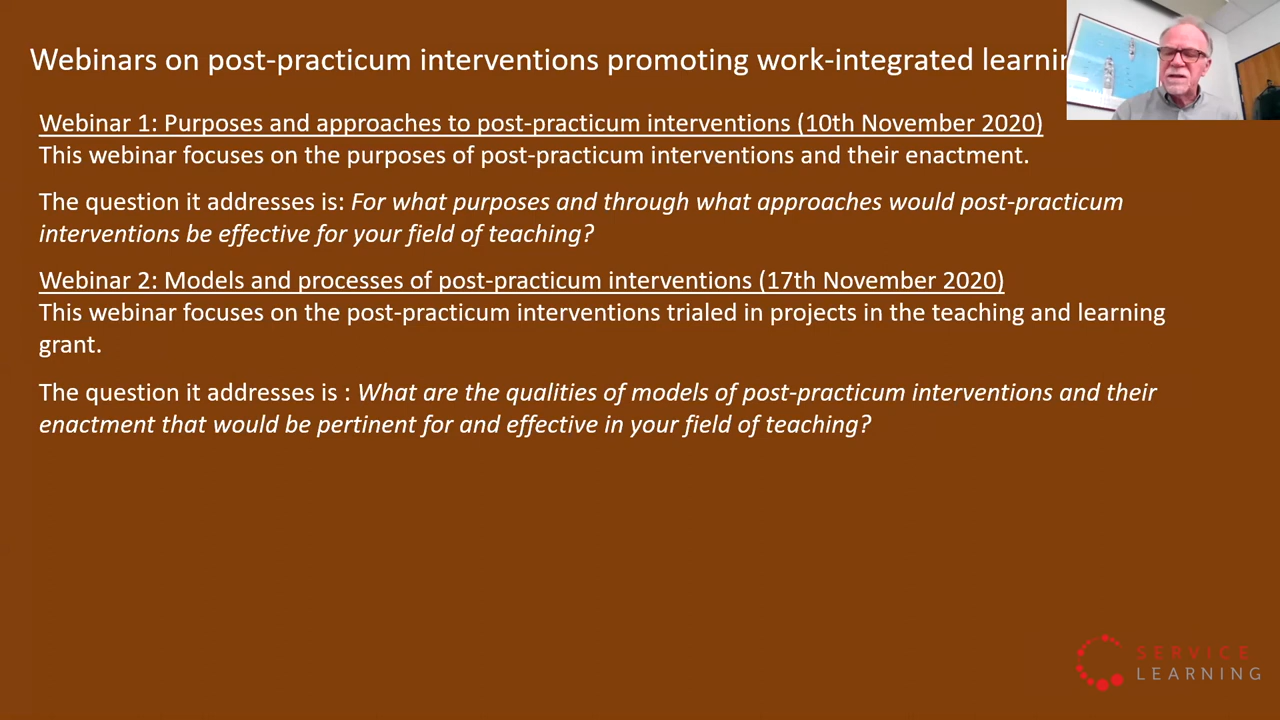 Webinars on post-practicum interventions promoting work-integrated
Webinar 1: Purposes and approaches to post-practicum interventions (10th November 2020)
This webinar focuses on the purposes of post-practicum interventions and their enactment.
The question it addresses is: For what purposes and through what approaches would post-practicum
interventions be effective for your field of teaching?
Webinar 2: Models and processes of post-practicum interventions (17th November 2020)
This webinar focuses on the post-practicum interventions trialed in projects in the teaching and learning
grant.
The question it addresses is : What are the qualities of models of post-practicum interventions and their
enactment that would be pertinent for and effective in your field of teaching?
SERVICE
LEARNING